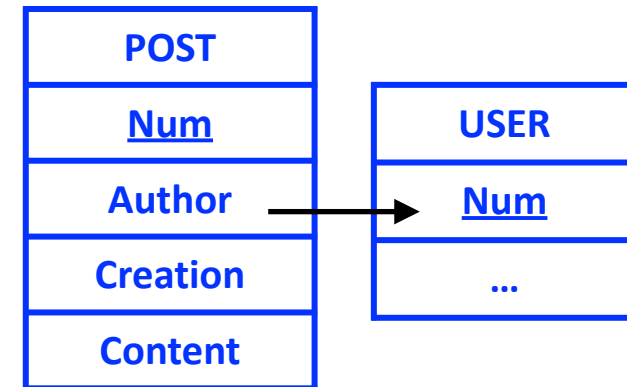 POST
Num
Author
Creation
Content
USER
Num
...